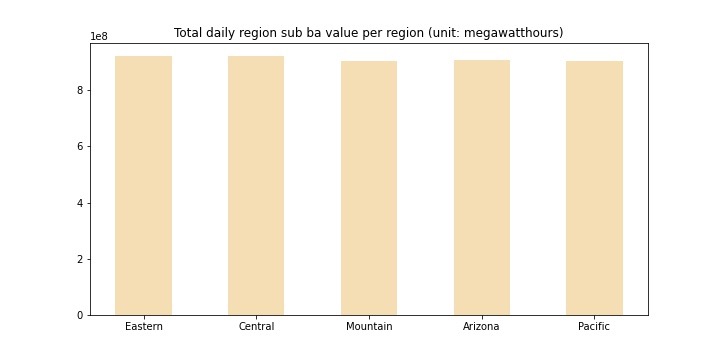 Total daily region sub ba value per region (unit: megawatthours)
1e8
8
6
4
2
0
Eastern Central Mountain Arizona Pacific